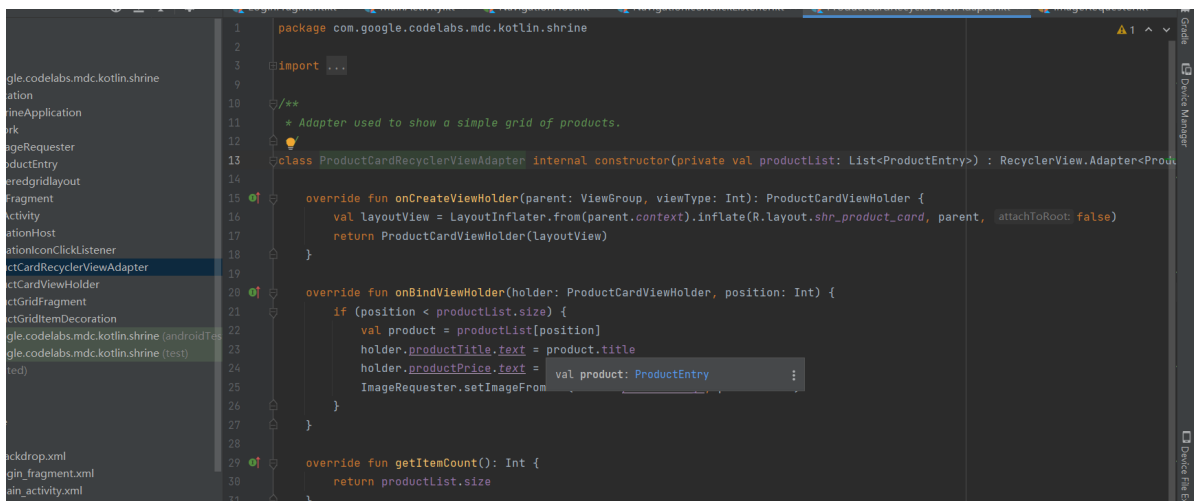 package com.google.codelabs.mdc.kotlin.shrine
1
import ...
/**
* Adapter used to show a simple grid of products.
class ProductCardRecyclerViewAdapter internal constructor(private val productList: List<ProductEntry>) : RecyclerView.Adapter<Produ
override fun onCreateViewHolder(parent: ViewGroup, viewType: Int): ProductCardViewHolder {
val layoutView = LayoutInflater.from(parent.context).inflate(R.layout.shr_product_card, parent, attachToRoot: false)
return ProductCardViewHolder(layoutView)
}
override fun onBindViewHolder(holder: ProductCardViewHolder, position: Int) {
if (position < productList.size) {
val product = productList[position]
holder.productTitle.text = product.title
holder.productPrice.text =
val product: ProductEntry
ImageRequester.setImageFrom
}
}
override fun getItemCount(): Int {
return productList.size
}
gle.codelabs.mdc.kotlin.shrine
ation
rineApplication
ork
ageRequester
oductEntry
eredgridlayout
Fragment
Activity
ationHost
ationIconClickListener
ctCardRecyclerViewAdapter
ctCardViewHolder
ctGridFragment
ctGridItemDecoration
gle.codelabs.mdc.kotlin.shrine (androidTes
gle.codelabs.mdc.kotlin.shrine (test)
ted)
ackdrop.xml
gin_fragment.xml
ain_activity.xml
1
2
3
9
10
11
12
13
14
15
16
17
18
19
20
21
22
23
24
25
26
27
28
29
30
31
Gradle
Device Manager
Device File E